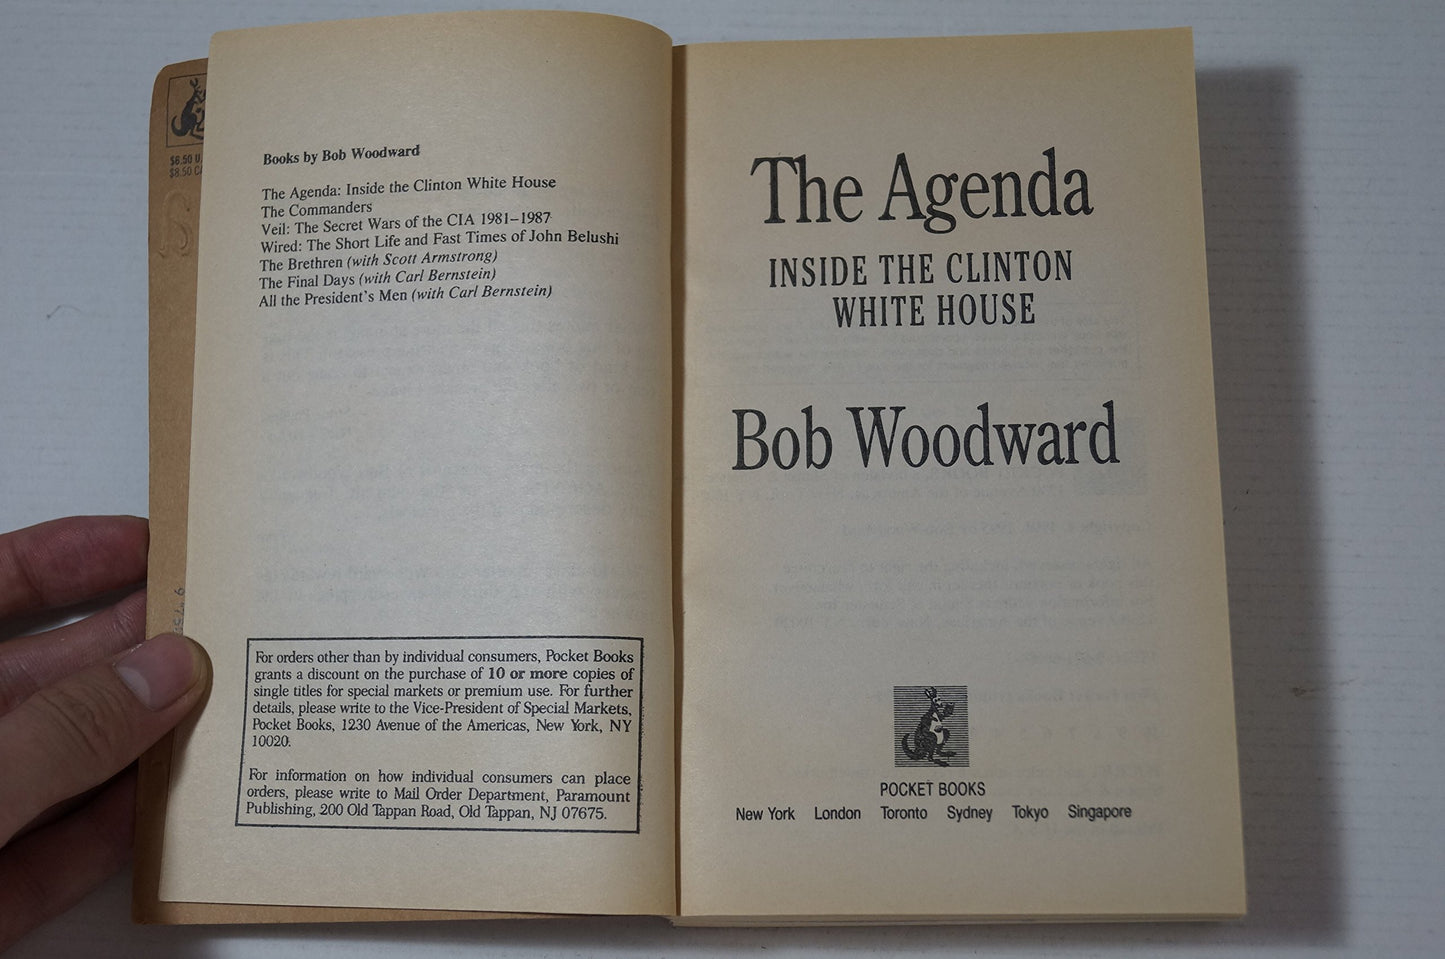 $6.50 U.
$8.50 CA
Books by Bob Woodward
The Agenda: Inside the Clinton White House
The Commanders
Veil: The Secret Wars of the CIA 1981–1987
Wired: The Short Life and Fast Times of John Belushi
The Brethren (with Scott Armstrong)
The Final Days (with Carl Bernstein)
All the President's Men (with Carl Bernstein)
For orders other than by individual consumers, Pocket Books
grants a discount on the purchase of 10 or more copies of
single titles for special markets or premium use. For further
details, please write to the Vice-President of Special Markets,
Pocket Books, 1230 Avenue of the Americas, New York, NY
10020.
For information on how individual consumers can place
orders, please write to Mail Order Department, Paramount
Publishing, 200 Old Tappan Road, Old Tappan, NJ 07675.
The Agenda
INSIDE THE CLINTON
WHITE HOUSE
Bob Woodward
POCKET BOOKS
New York London Toronto Sydney Tokyo Singapore